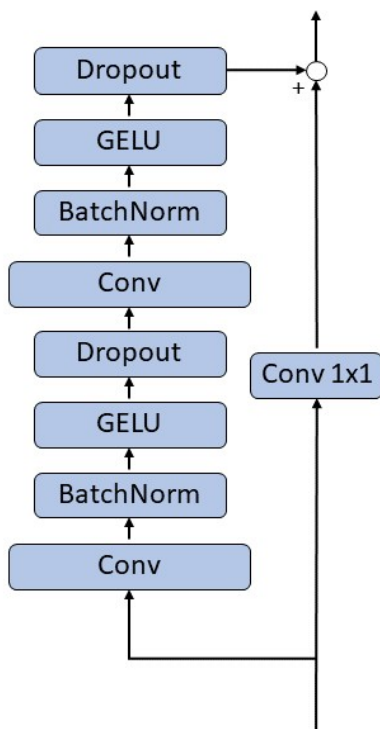 Dropout
+
GELU
BatchNorm
Conv
Dropout
Conv 1x1
GELU
BatchNorm
Conv